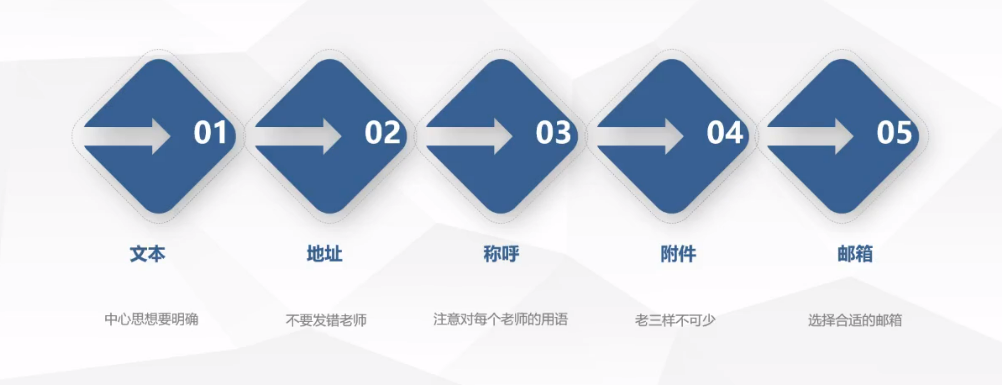 01
02
03
04
05
文本
地址
称呼
附件
邮箱
中心思想要明确
不要发错老师
注意对每个老师的用语
老三样不可少
选择合适的邮箱